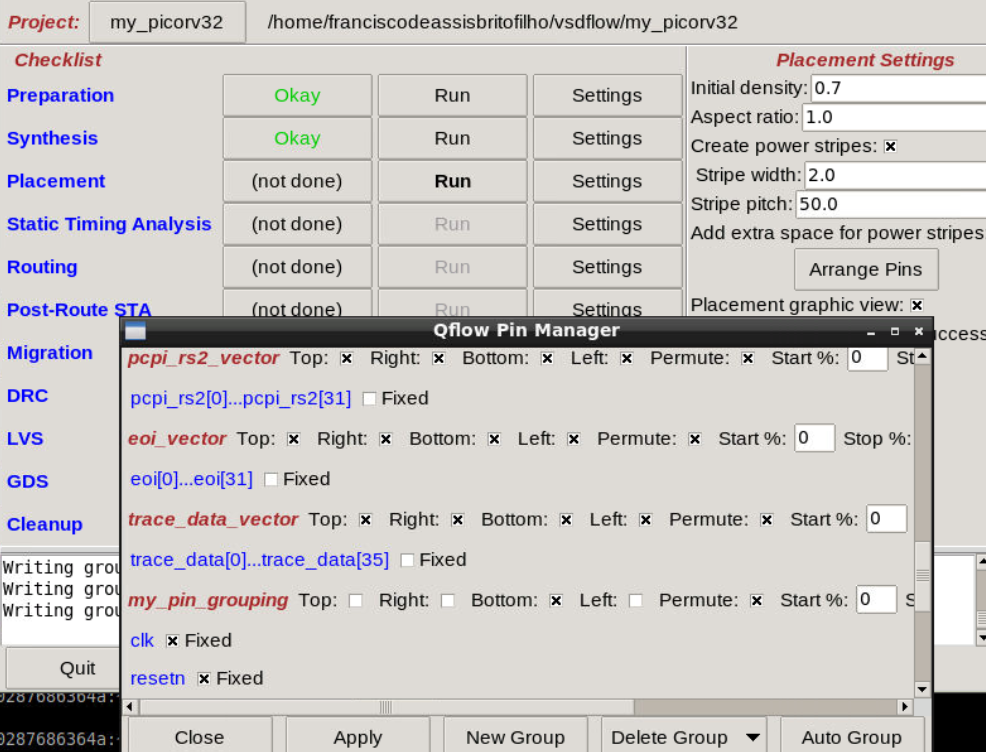 Project: my_picorv32 /home/franciscodeassisbritofilho/vsdflow/my_picorv32
Checklist
Preparation Okay Run Settings
Synthesis Okay Run Settings
Placement (not done) Run Settings
Static Timing Analysis (not done) Run Settings
Routing (not done) Run Settings
Post-Route STA (not done) Run Settings
Migration
DRC
LVS
GDS
Cleanup
Placement Settings
Initial density: 0.7
Aspect ratio: 1.0
Create power stripes:
Stripe width: 2.0
Stripe pitch: 50.0
Add extra space for power stripes
Arrange Pins
Placement graphic view:
uccess
Qflow Pin Manager
pcpi_rs2_vector Top: Right: Bottom: Left: Permute: Start %: 0 St
pcpi_rs2[0]...pcpi_rs2[31] Fixed
eoi_vector Top: Right: Bottom: Left: Permute: Start %: 0 Stop %:
eoi[0]...eoi[31] Fixed
trace_data_vector Top: Right: Bottom: Left: Permute: Start %: 0
trace_data[0]...trace_data[35] Fixed
my_pin_grouping Top: Right: Bottom: Left: Permute: Start %: 0 S
clk Fixed
resetn Fixed
Close Apply New Group Delete Group Auto Group
Writing grou
Writing grou
Writing grou
Quit
0287686364a:
0287686364a: